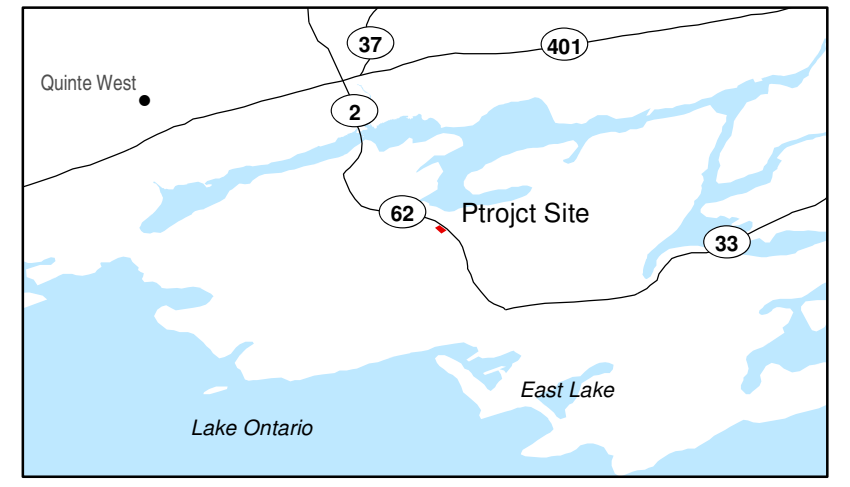 37
401
Quinte West
2
62
Ptrojct Site
33
East Lake
Lake Ontario